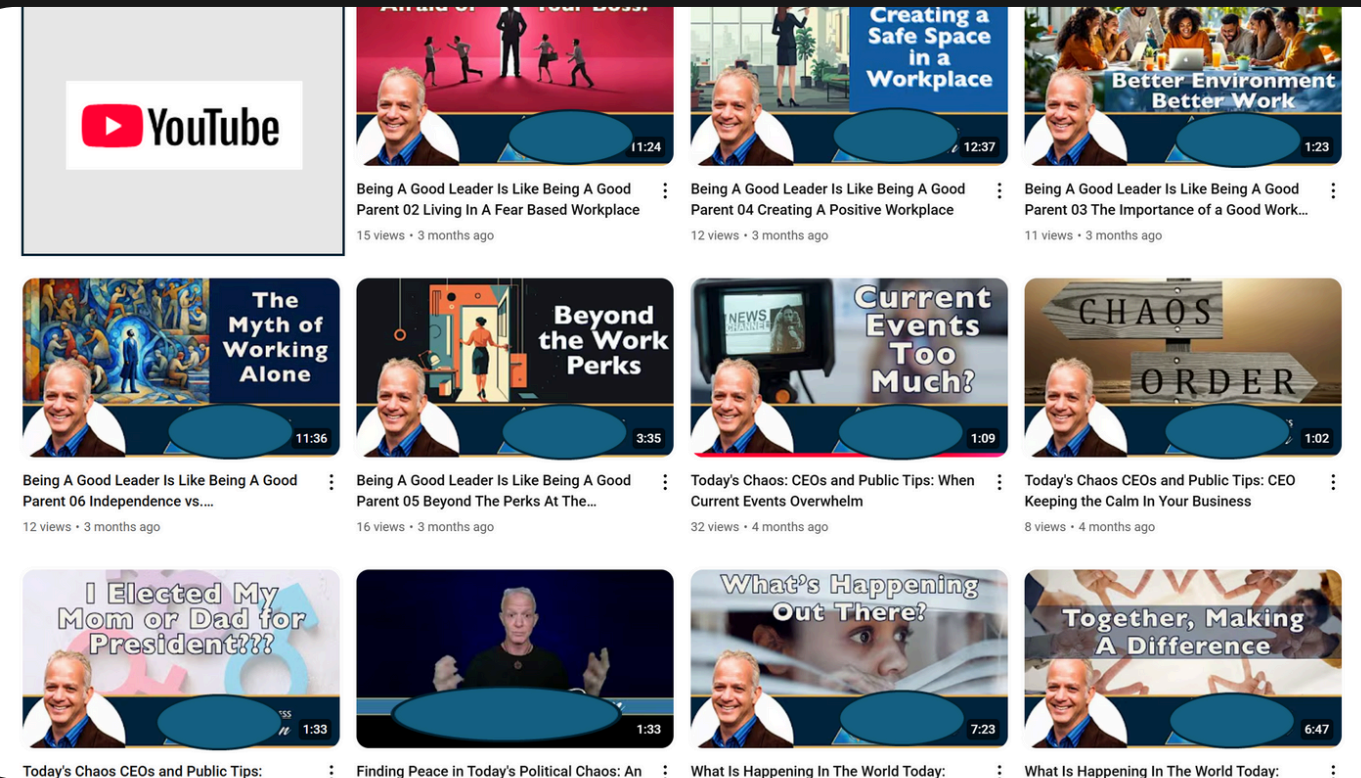 Afraid of Your Boss!
Creating a
Safe Space
in a
Workplace
Better Environment
Better Work
YouTube
11:24
12:37
1:23
Being A Good Leader Is Like Being A Good
Parent 02 Living In A Fear Based Workplace
15 views • 3 months ago
Being A Good Leader Is Like Being A Good
Parent 04 Creating A Positive Workplace
12 views • 3 months ago
Being A Good Leader Is Like Being A Good
Parent 03 The Importance of a Good Work...
11 views • 3 months ago
The
Myth of
Working
Alone
11:36
Beyond
the Work
Perks
3:35
NEWS
CHANNEL
Current
Events
Too
Much?
1:09
CHAOS
ORDER
1:02
Being A Good Leader Is Like Being A Good
Parent 06 Independence vs....
12 views • 3 months ago
Being A Good Leader Is Like Being A Good
Parent 05 Beyond The Perks At The...
16 views • 3 months ago
Today's Chaos: CEOs and Public Tips: When
Current Events Overwhelm
32 views • 4 months ago
Today's Chaos CEOs and Public Tips: CEO
Keeping the Calm In Your Business
8 views • 4 months ago
I Elected My
Mom or Dad for
President???
1:33
1:33
What's Happening
Out There?
7:23
Together, Making
A Difference
6:47
Today's Chaos CEOs and Public Tips:
Finding Peace in Today's Political Chaos: An
What Is Happening In The World Today:
What Is Happening In The World Today: